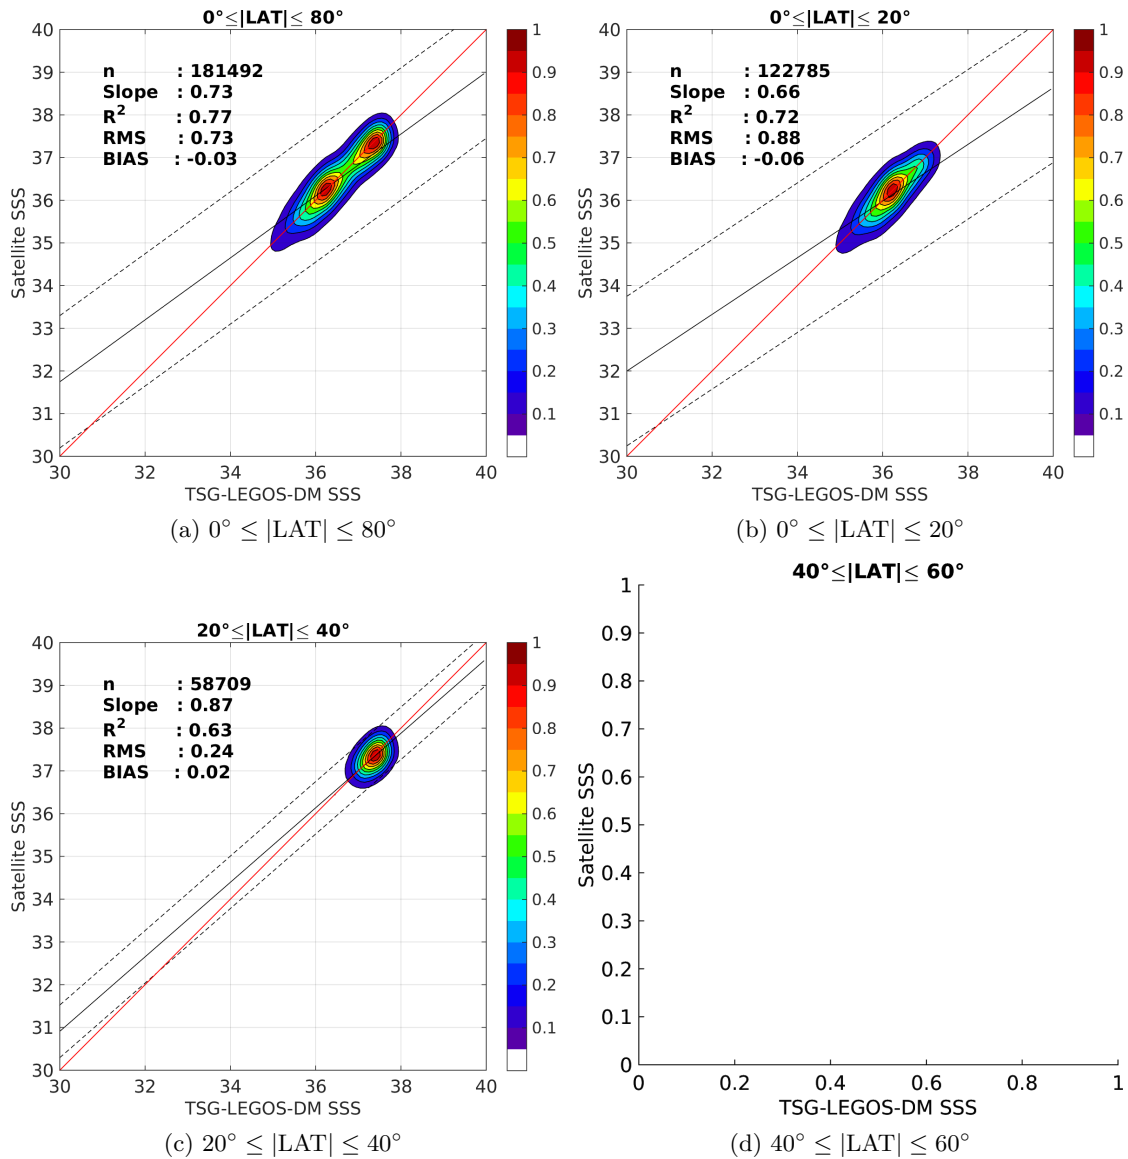 0°≤|LAT|≤ 80°
n : 181492
Slope : 0.73
R2 : 0.77
RMS : 0.73
BIAS : -0.03
40
39
38
37
36
35
34
33
32
31
30
Satellite SSS
30 32 34 36 38 40
TSG-LEGOS-DM SSS
1
0.9
0.8
0.7
0.6
0.5
0.4
0.3
0.2
0.1
(a) 0° ≤ |LAT| ≤ 80°
0°≤|LAT|≤ 20°
n : 122785
Slope : 0.66
R2 : 0.72
RMS : 0.88
BIAS : -0.06
40
39
38
37
36
35
34
33
32
31
30
Satellite SSS
30 32 34 36 38 40
TSG-LEGOS-DM SSS
1
0.9
0.8
0.7
0.6
0.5
0.4
0.3
0.2
0.1
(b) 0° ≤ |LAT| ≤ 20°
20°≤|LAT|≤ 40°
n : 58709
Slope : 0.87
R2 : 0.63
RMS : 0.24
BIAS : 0.02
40
39
38
37
36
35
34
33
32
31
30
Satellite SSS
30 32 34 36 38 40
TSG-LEGOS-DM SSS
1
0.9
0.8
0.7
0.6
0.5
0.4
0.3
0.2
0.1
(c) 20° ≤ |LAT| ≤ 40°
40°≤|LAT|≤ 60°
1
0.9
0.8
0.7
0.6
0.5
0.4
0.3
0.2
0.1
0
Satellite SSS
0 0.2 0.4 0.6 0.8 1
TSG-LEGOS-DM SSS
(d) 40° ≤ |LAT| ≤ 60°